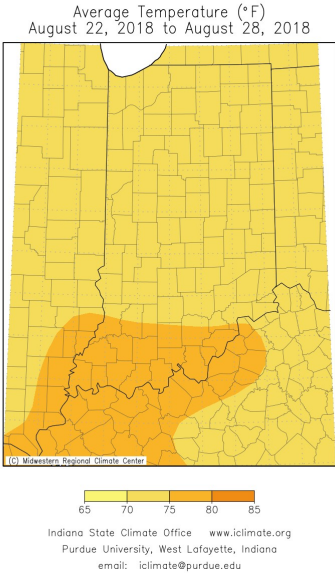 Average Temperature (°F)
August 22, 2018 to August 28, 2018
(C) Midwestern Regional Climate Center
65 70 75 80 85
Indiana State Climate Office www.iclimate.org
Purdue University, West Lafayette, Indiana
email: iclimate@purdue.edu